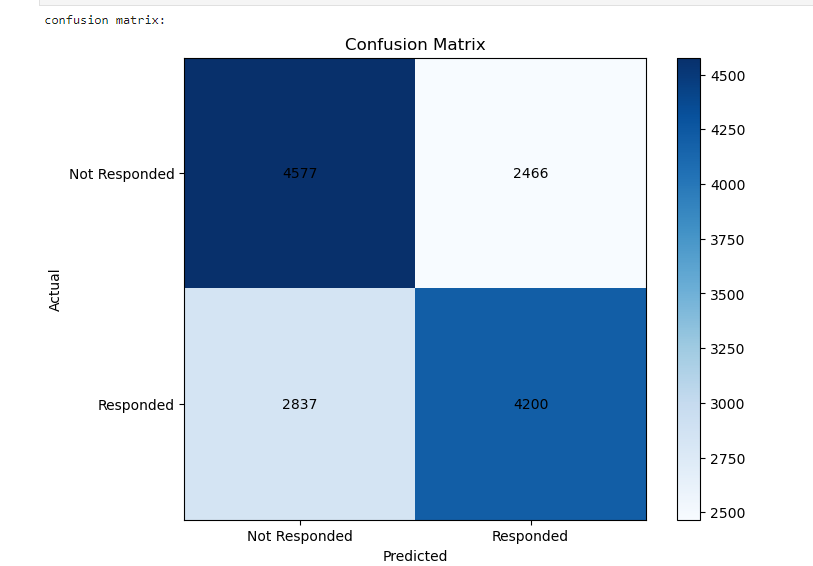 confusion matrix:
Confusion Matrix
4500
4250
4000
3750
3500
3250
3000
2750
2500
Not Responded
4577
2466
Actual
Responded
2837
4200
Not Responded
Responded
Predicted